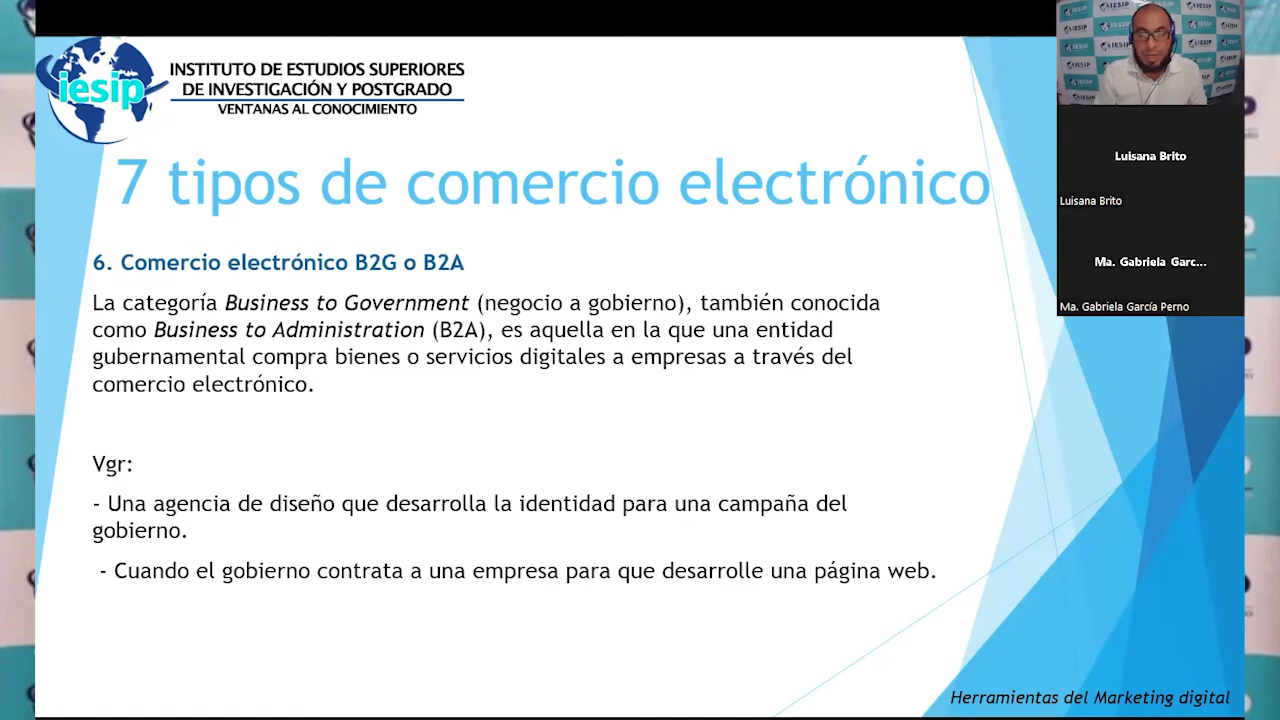 iesip
INSTITUTO DE ESTUDIOS SUPERIORES
DE INVESTIGACIÓN Y POSTGRADO
VENTANAS AL CONOCIMIENTO
7 tipos de comercio electrónico
6. Comercio electrónico B2G o B2A
La categoría Business to Government (negocio a gobierno), también conocida
como Business to Administration (B2A), es aquella en la que una entidad
gubernamental compra bienes o servicios digitales a empresas a través del
comercio electrónico.
Vgr:
- Una agencia de diseño que desarrolla la identidad para una campaña del
gobierno.
- Cuando el gobierno contrata a una empresa para que desarrolle una página web.
Herramientas del Marketing digital
Luisana Brito
Luisana Brito
Ma. Gabriela Garc...
Ma. Gabriela García Perno